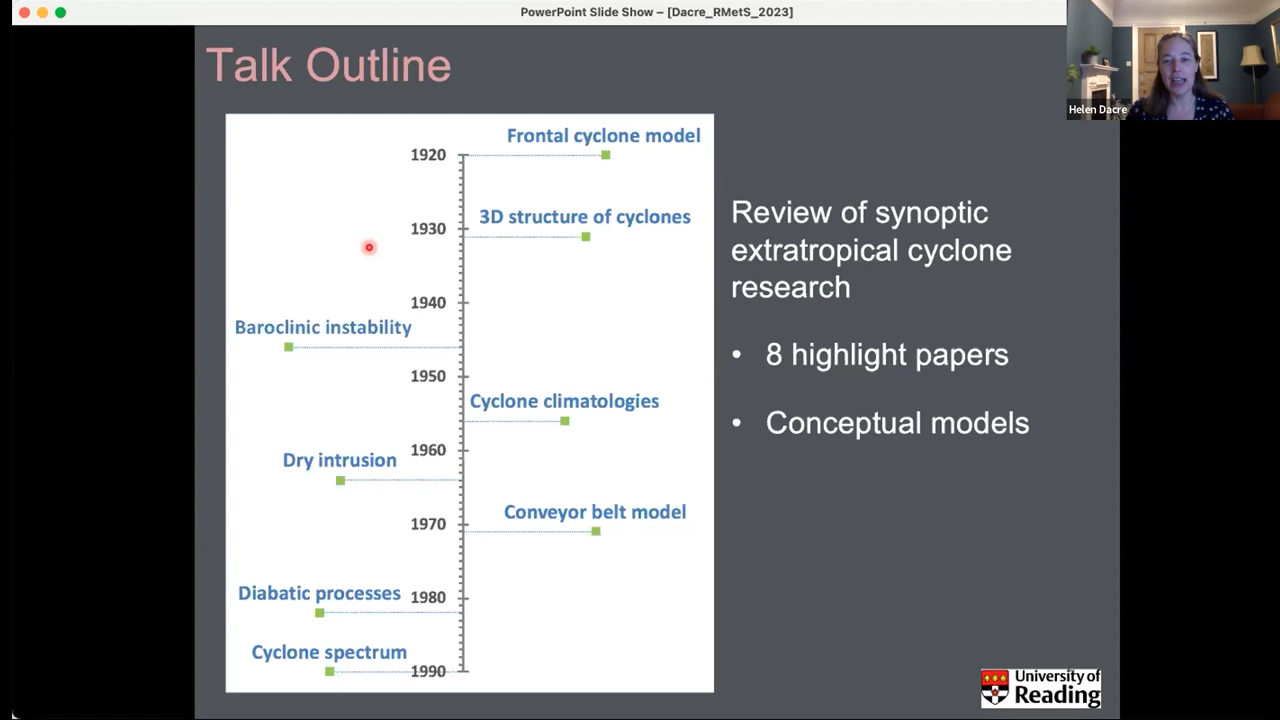 PowerPoint Slide Show – [Dacre_RMetS_2023]
Helen Dacre
Talk Outline
Frontal cyclone model
1920
3D structure of cyclones
1930
1940
Baroclinic instability
1950
Cyclone climatologies
1960
Dry intrusion
Conveyor belt model
1970
Diabatic processes
1980
Cyclone spectrum
1990
Review of synoptic
extratropical cyclone
research
• 8 highlight papers
• Conceptual models
University of
Reading